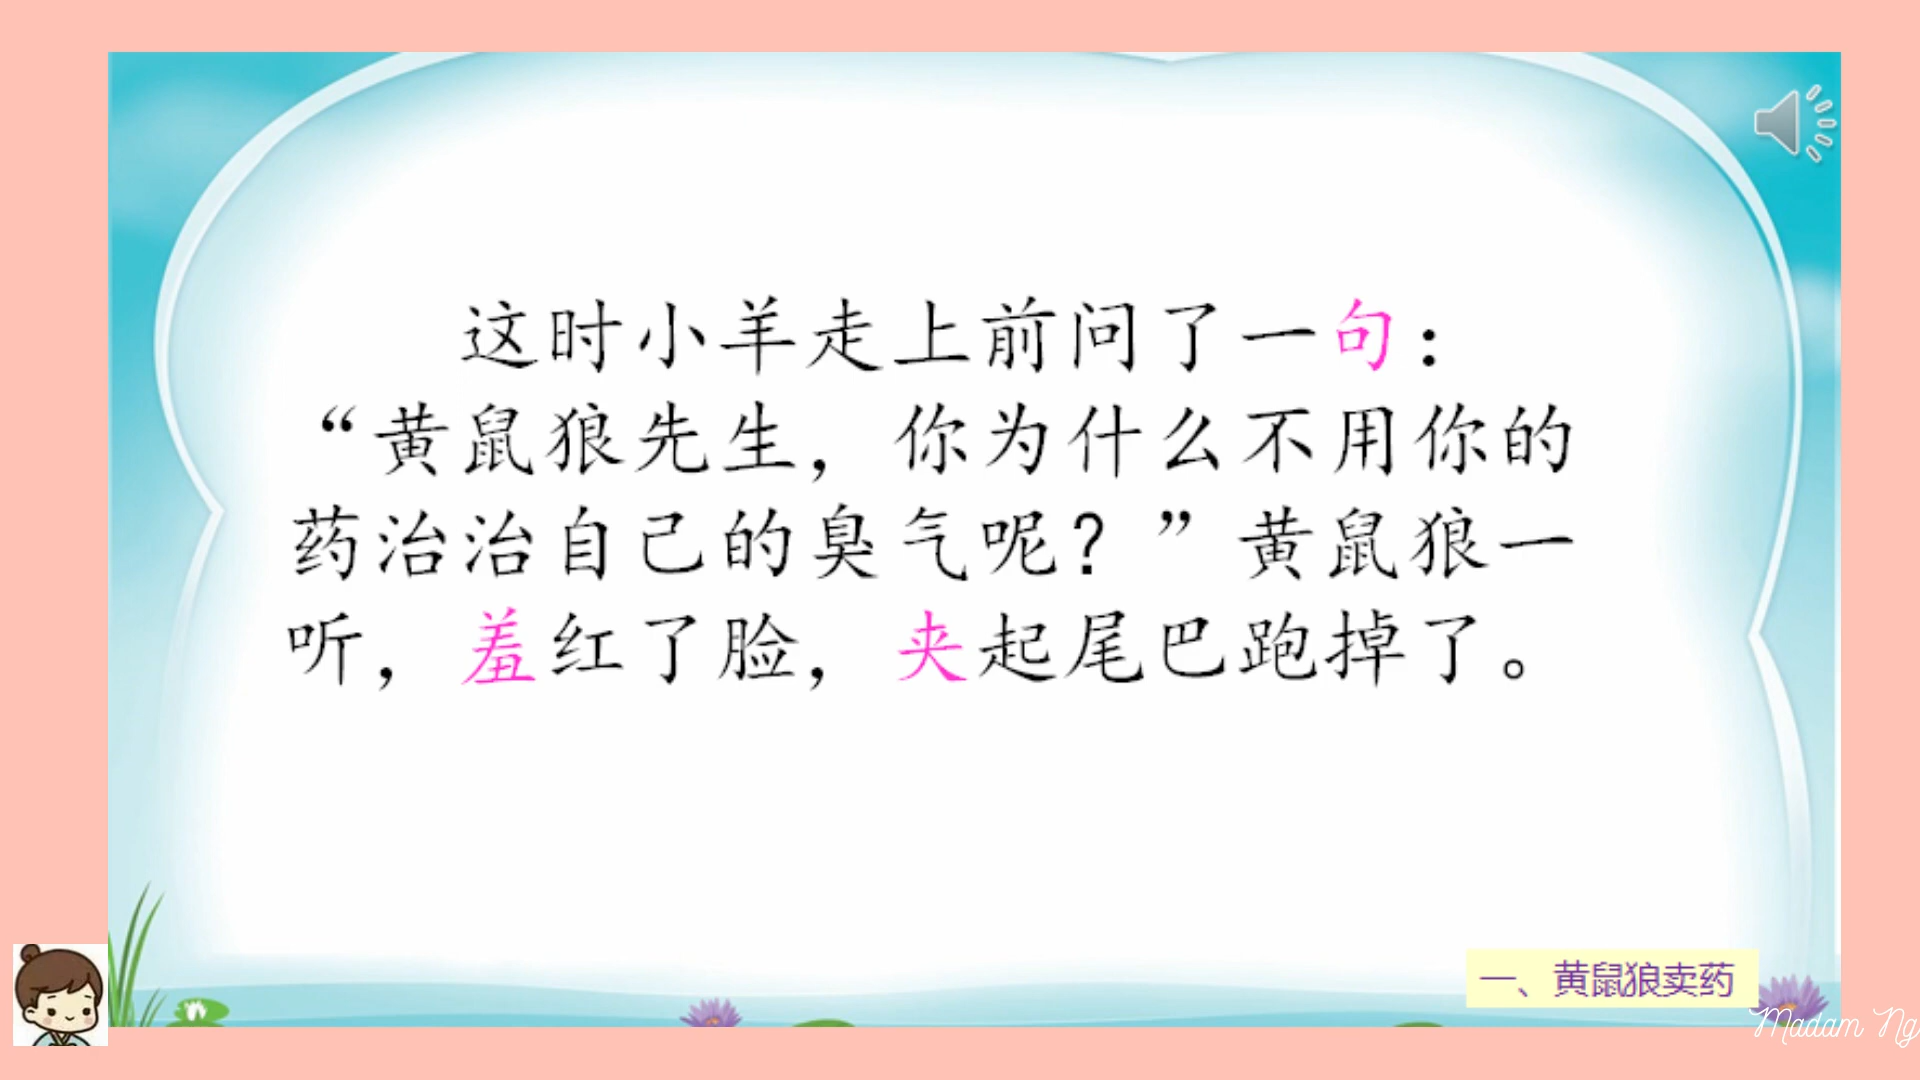 这时小羊走上前问了一句：
“黄鼠狼先生，你为什么不用你的
药治治自己的臭气呢？”黄鼠狼一
听，羞红了脸，夹起尾巴跑掉了。
一、黄鼠狼卖药
Madam Ng